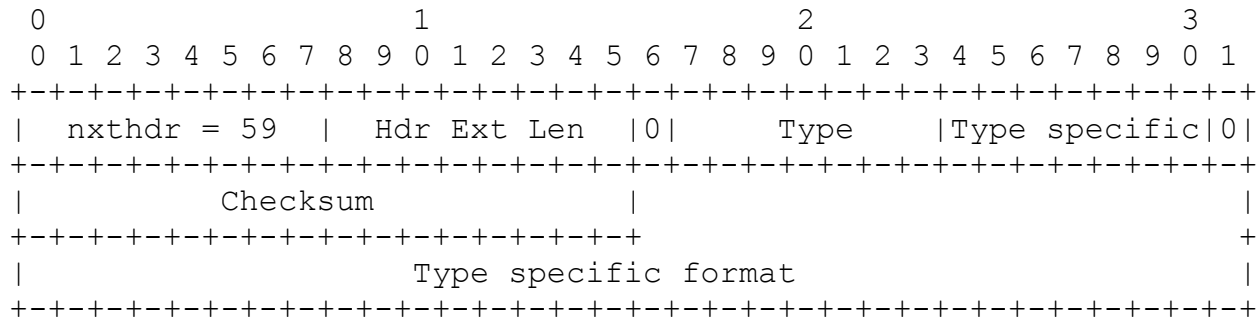 0                   1                   2                   3
 0 1 2 3 4 5 6 7 8 9 0 1 2 3 4 5 6 7 8 9 0 1 2 3 4 5 6 7 8 9 0 1
+-+-+-+-+-+-+-+-+-+-+-+-+-+-+-+-+-+-+-+-+-+-+-+-+-+-+-+-+-+-+-+-+
|  nxthdr = 59  |  Hdr Ext Len  |0|     Type      |Type specific|0|
+-+-+-+-+-+-+-+-+-+-+-+-+-+-+-+-+-+-+-+-+-+-+-+-+-+-+-+-+-+-+-+-+
|          Checksum             |                               |
+-+-+-+-+-+-+-+-+-+-+-+-+-+-+-+-+                               +
|                    Type specific format                       |
+-+-+-+-+-+-+-+-+-+-+-+-+-+-+-+-+-+-+-+-+-+-+-+-+-+-+-+-+-+-+-+-+